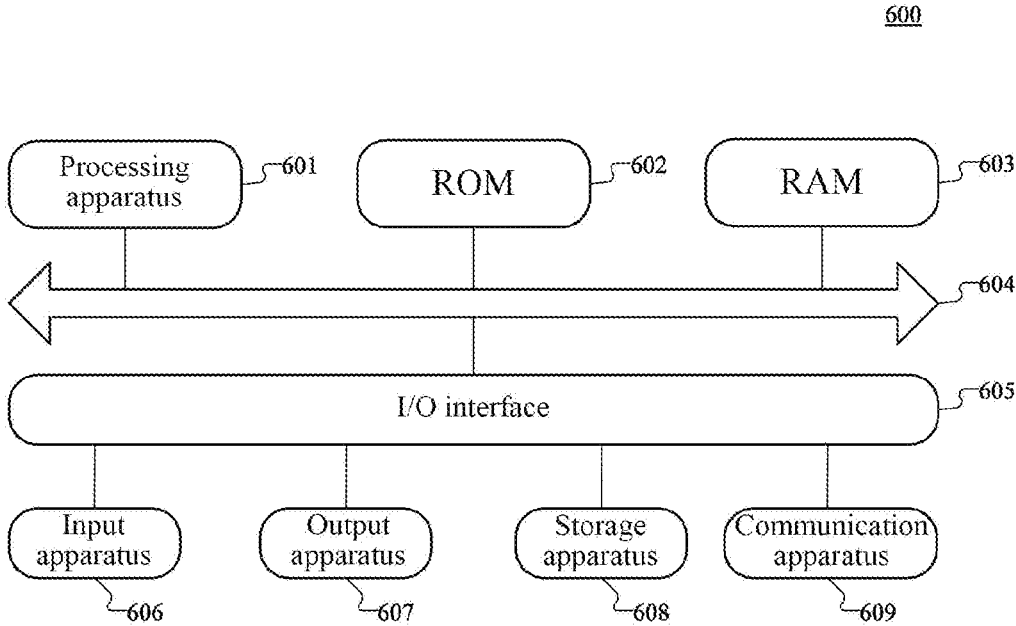 600
Processing
apparatus
601
ROM
602
RAM
603
604
I/O interface
605
Input
apparatus
606
Output
apparatus
607
Storage
apparatus
608
Communication
apparatus
609